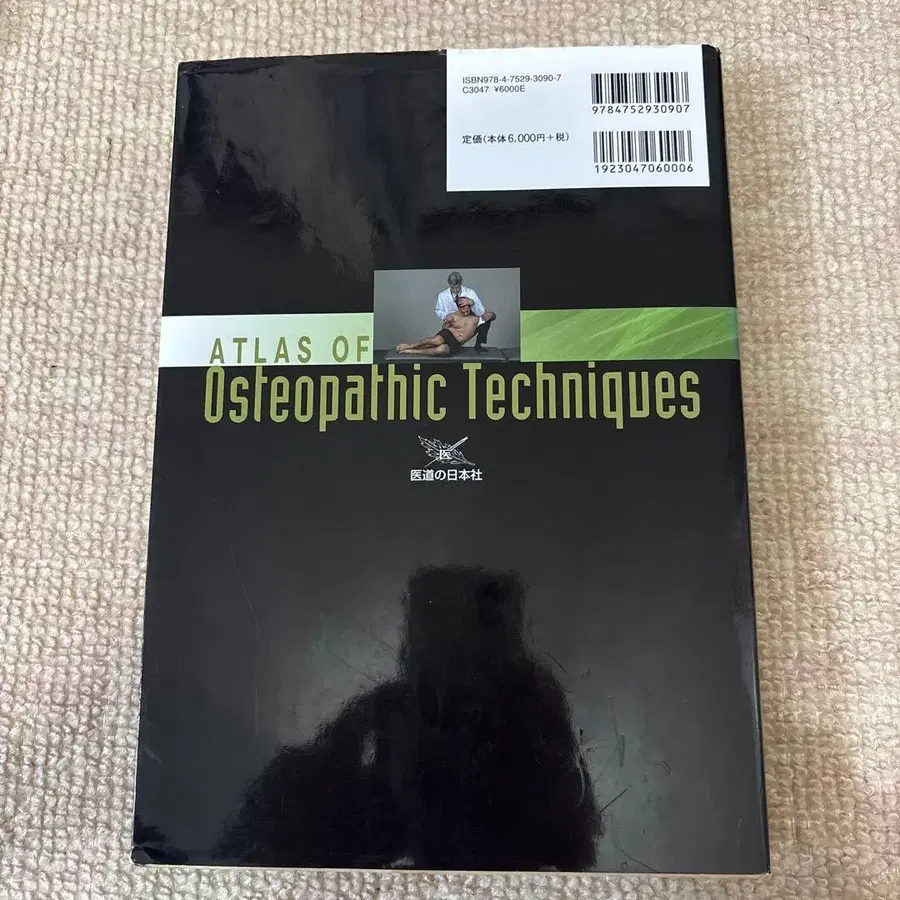 ISBN978-4-7529-3090-7
C3047 ¥6000E
9784752930907
定価(本体6,000円+税)
1923047060006
ATLAS OF
Osteopathic Techniques
医
医道の日本社